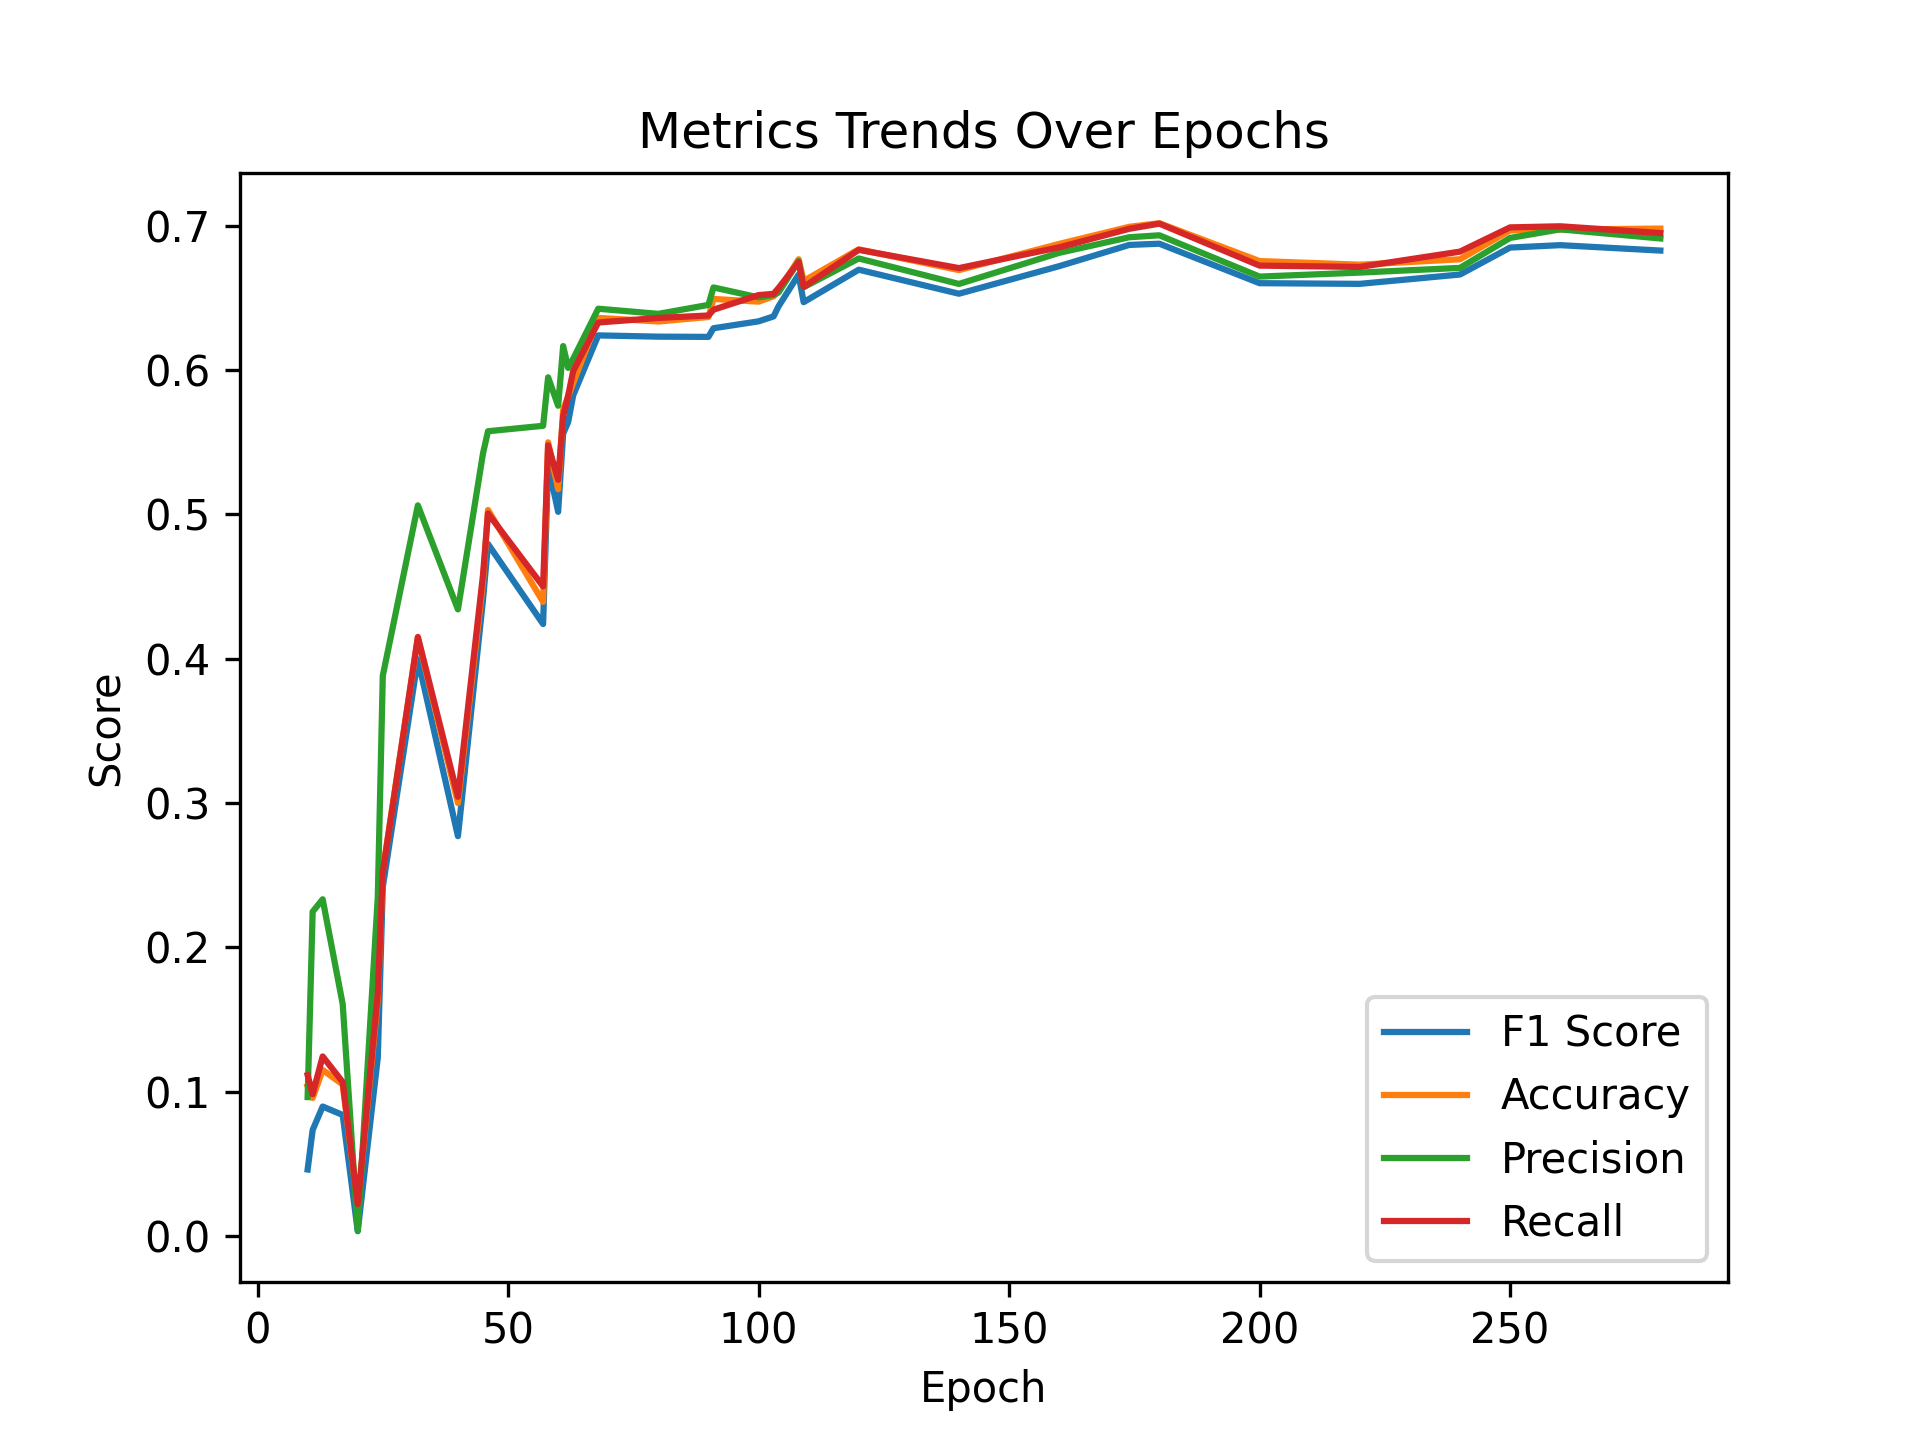 Metrics Trends Over Epochs
0.7
0.6
0.5
0.4
0.3
0.2
0.1
0.0
Score
0 50 100 150 200 250
Epoch
F1 Score
Accuracy
Precision
Recall